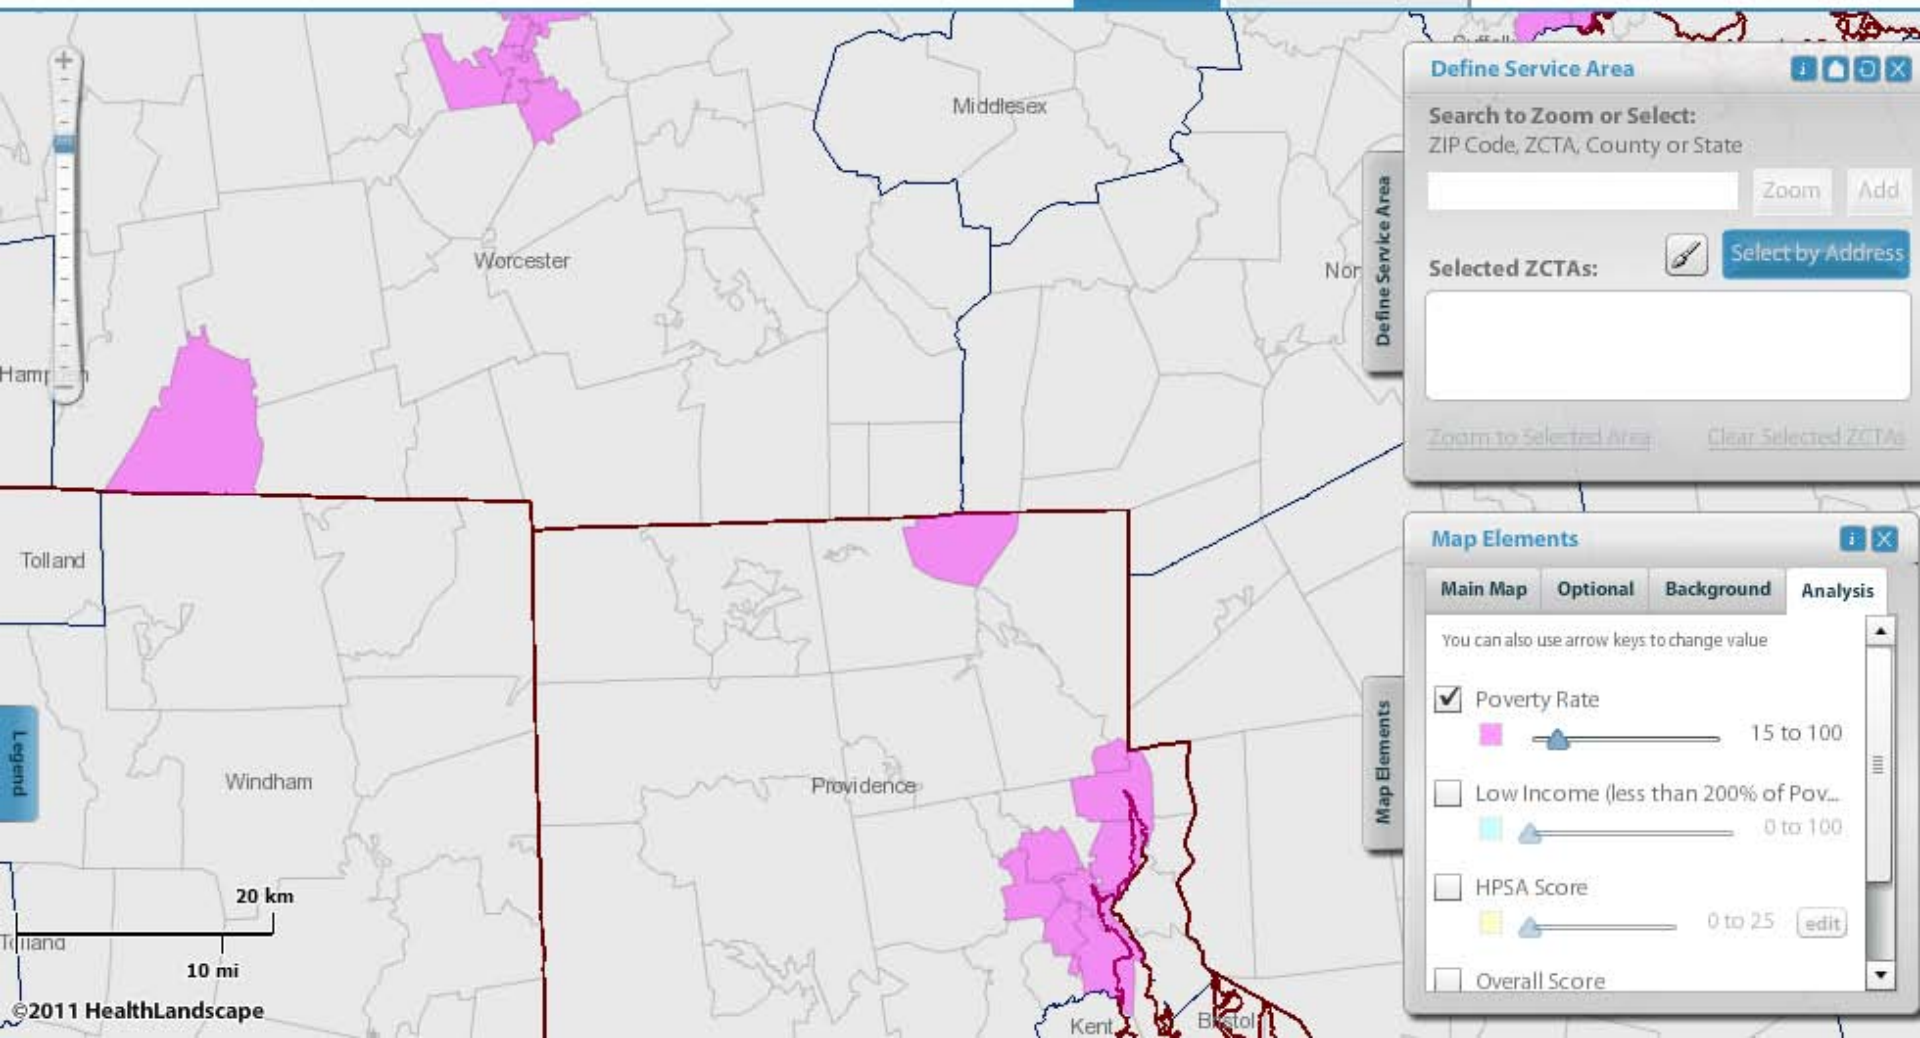 Middlesex
Worcester
Nor
Tolland
Windham
Providence
Kent
Bristol
Legend
20 km
10 mi
©2011 HealthLandscape
Define Service Area
Map Elements
Define Service Area
Search to Zoom or Select:
ZIP Code, ZCTA, County or State
Zoom
Add
Selected ZCTAs:
Select by Address
Zoom to Selected Area
Clear Selected ZCTAs
Map Elements
Main Map
Optional
Background
Analysis
You can also use arrow keys to change value
Poverty Rate
15 to 100
Low Income (less than 200% of Pov...
0 to 100
HPSA Score
0 to 25
edit
Overall Score